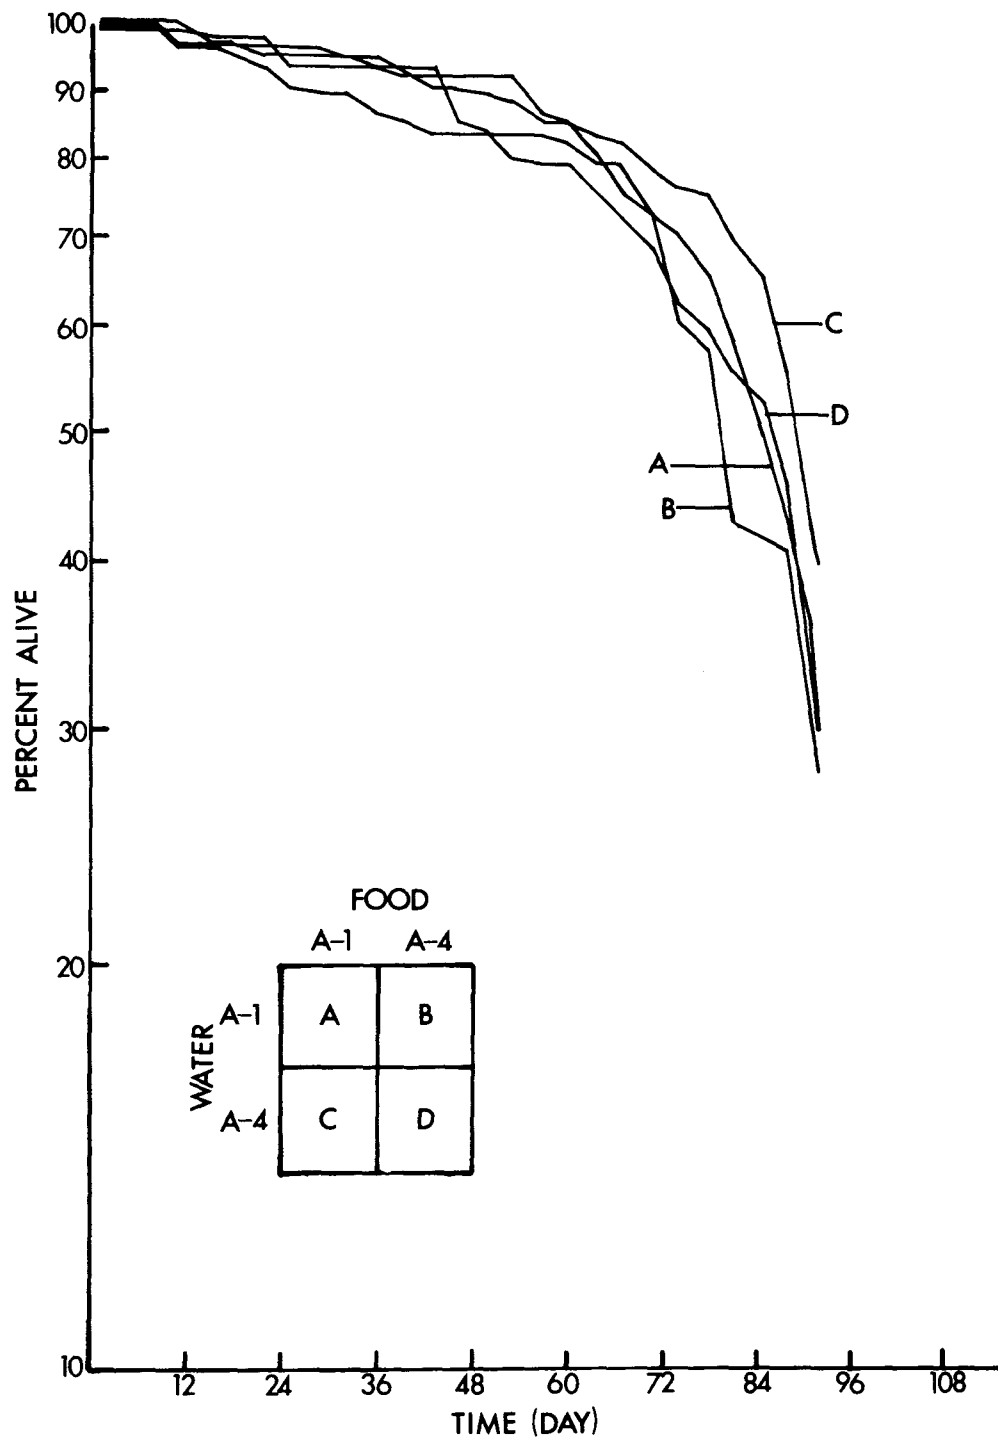 100
90
80
70
60
50
40
30
20
10
PERCENT ALIVE
C
D
A
B
FOOD
A-1 A-4
WATER
A-1 A B
A-4 C D
12 24 36 48 60 72 84 96 108
TIME (DAY)